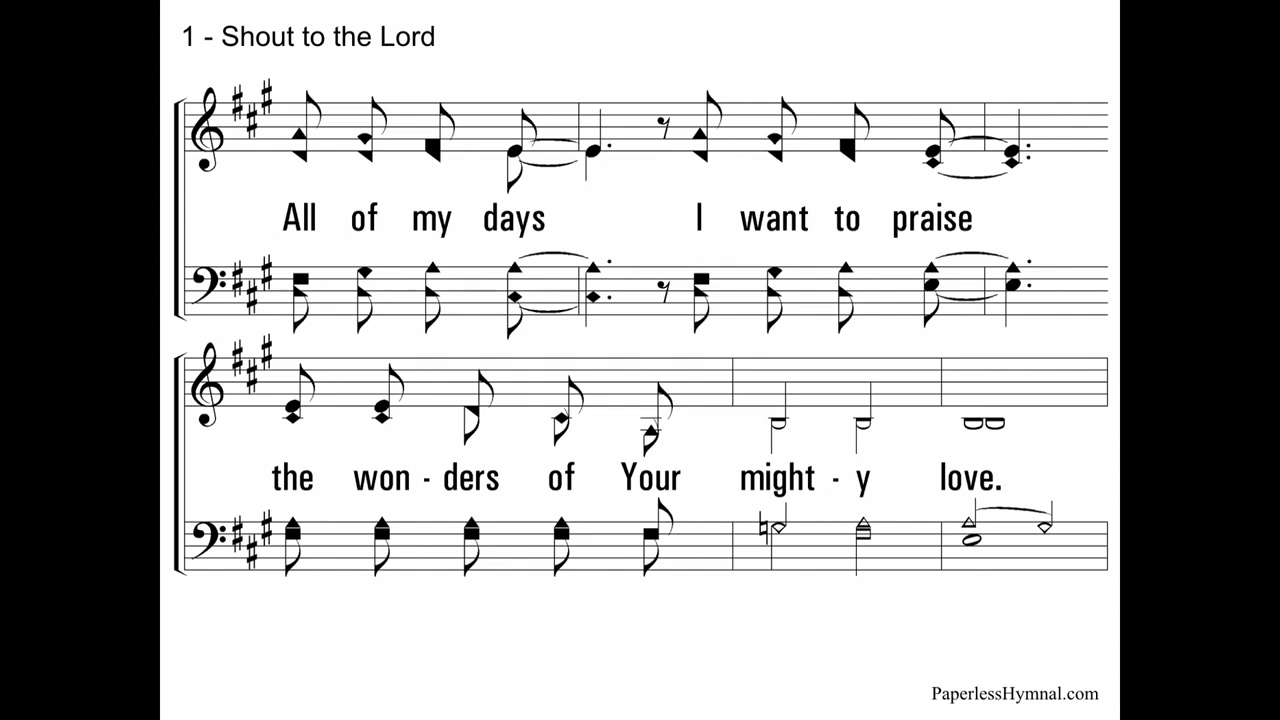 1 - Shout to the Lord
All of my days I want to praise
the won - ders of Your might - y love.
PaperlessHymnal.com